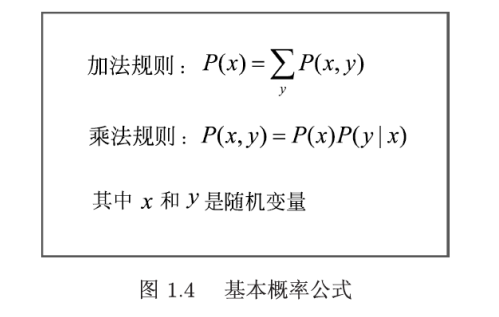 加法规则：P(x) = ∑_y P(x, y)
乘法规则：P(x, y) = P(x)P(y | x)
其中 x 和 y 是随机变量
图 1.4 基本概率公式